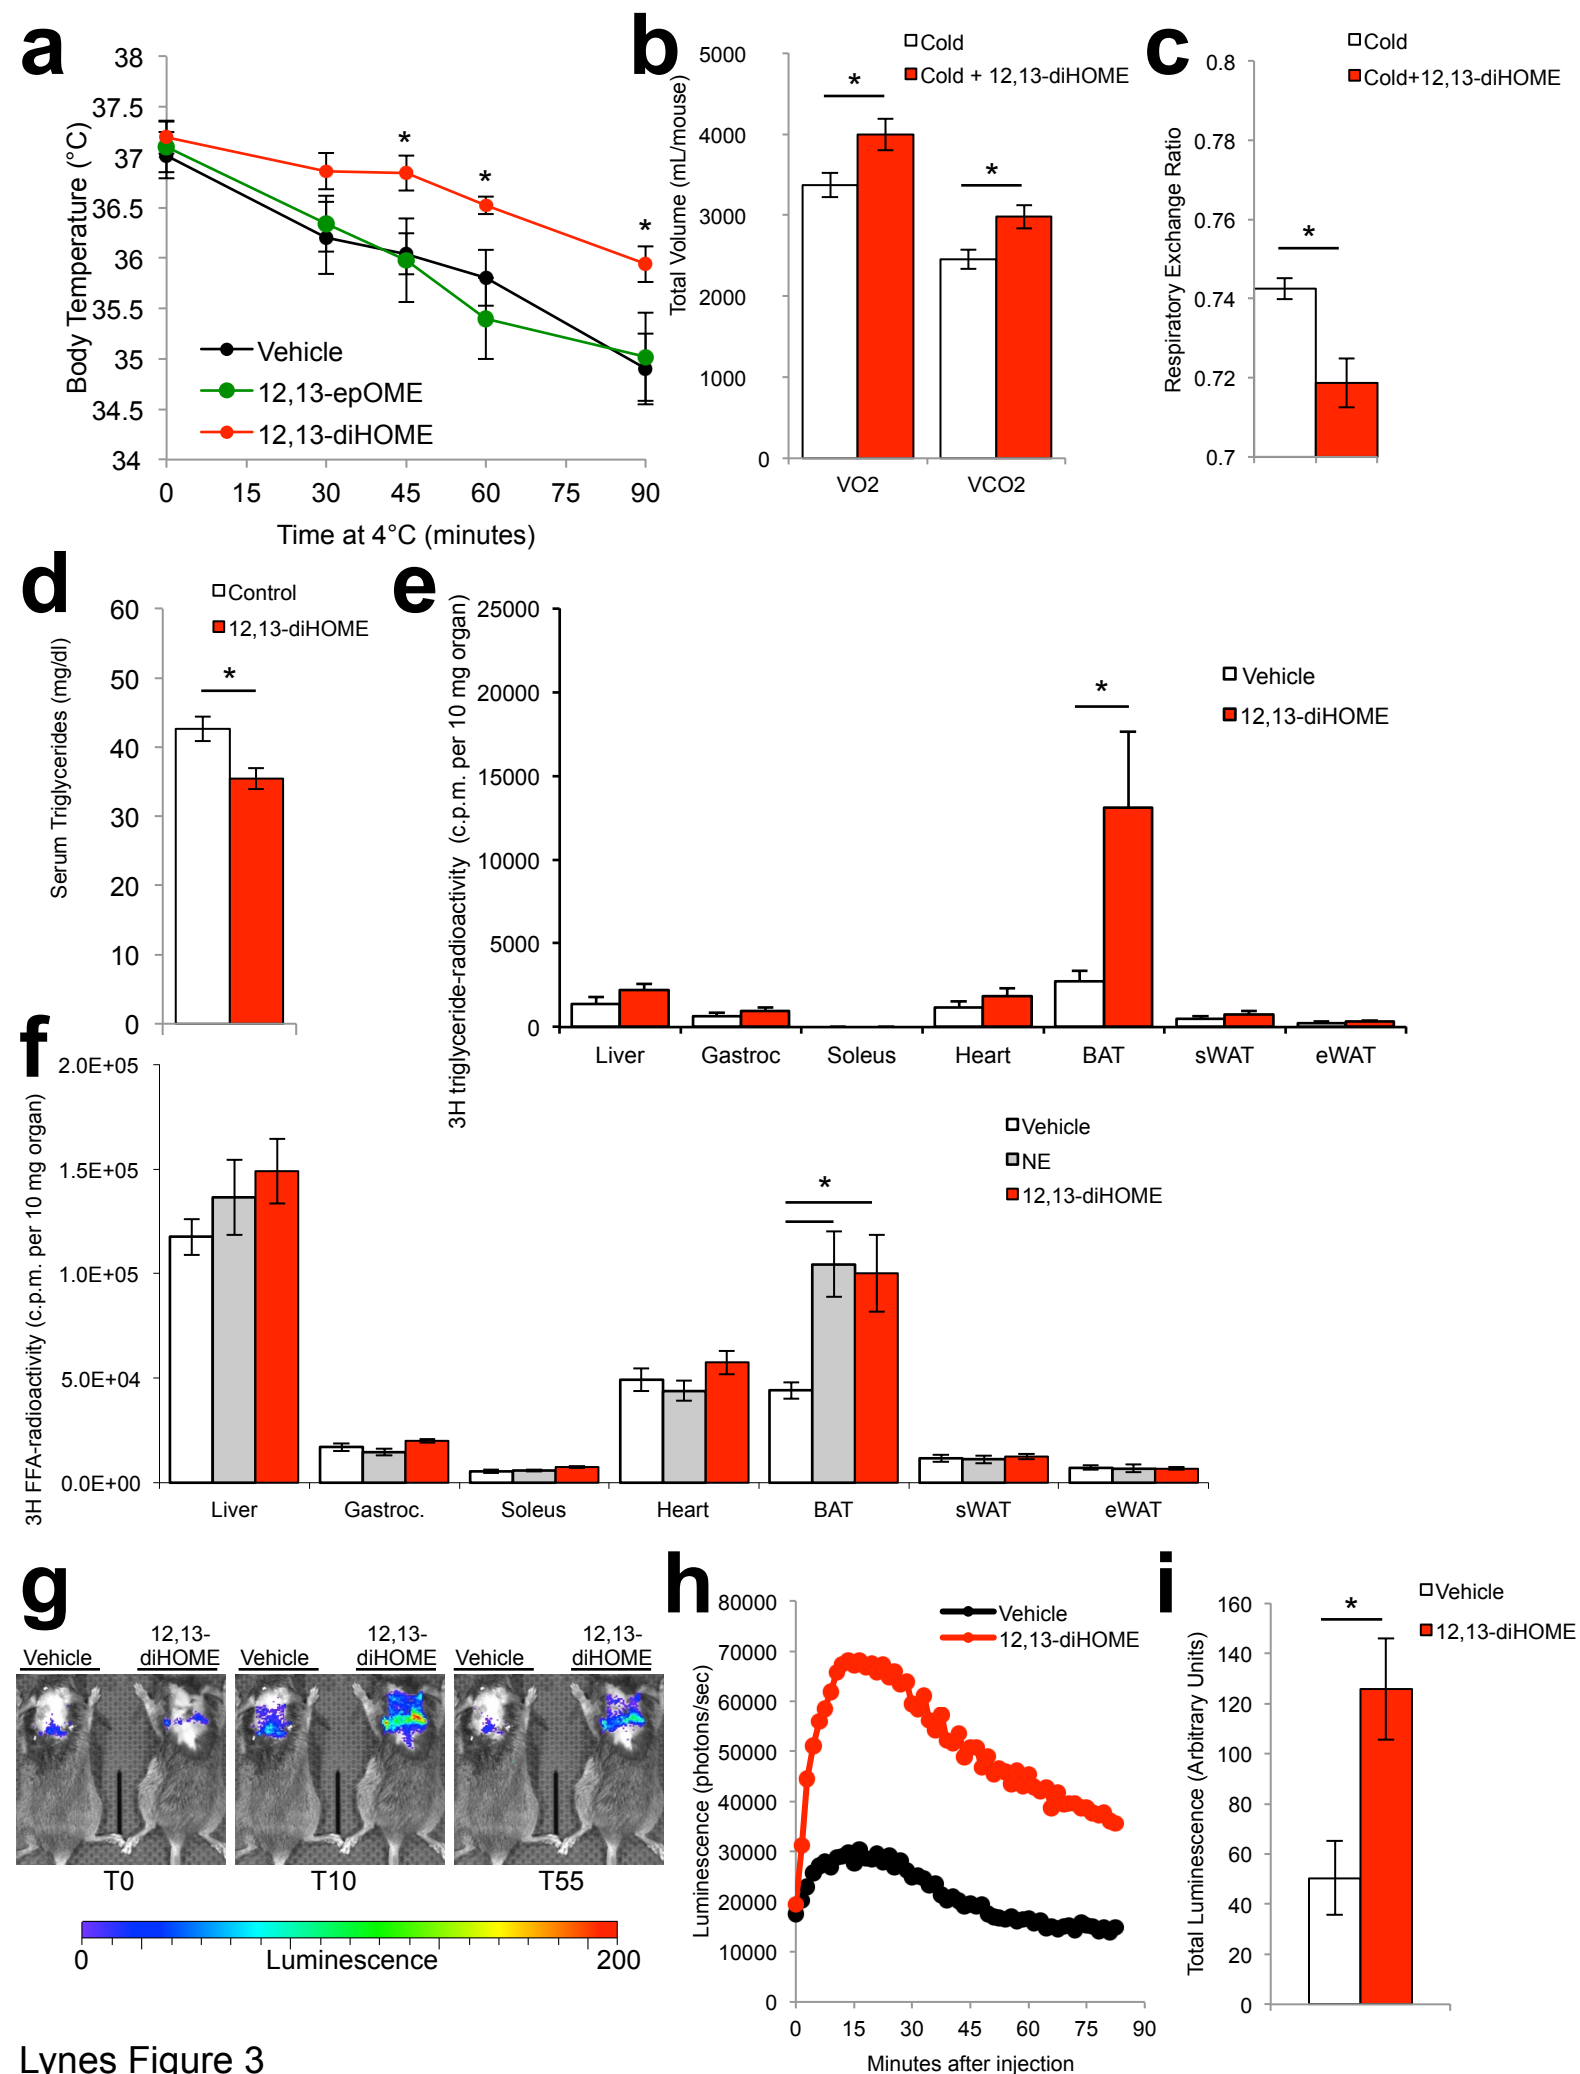 a
38
37.5
37
36.5
36
35.5
35
34.5
34
Body Temperature (°C)
*
*
*
Vehicle
12,13-epOME
12,13-diHOME
0 15 30 45 60 75 90
Time at 4°C (minutes)
b
Cold
Cold + 12,13-diHOME
5000
4000
3000
2000
1000
0
Total Volume (mL/mouse)
*
*
VO2 VCO2
c
Cold
Cold+12,13-diHOME
0.8
0.78
0.76
0.74
0.72
0.7
Respiratory Exchange Ratio
*
d
Control
12,13-diHOME
60
50
40
30
20
10
0
Serum Triglycerides (mg/dl)
*
e
25000
20000
15000
10000
5000
0
3H triglyceride-radioactivity (c.p.m. per 10 mg organ)
*
Vehicle
12,13-diHOME
Liver Gastroc Soleus Heart BAT sWAT eWAT
f
2.0E+05
1.5E+05
1.0E+05
5.0E+04
0.0E+00
3H FFA-radioactivity (c.p.m. per 10 mg organ)
*
Vehicle
NE
12,13-diHOME
Liver Gastroc. Soleus Heart BAT sWAT eWAT
g
Vehicle
12,13-
diHOME
Vehicle
12,13-
diHOME
Vehicle
12,13-
diHOME
T0 T10 T55
0 Luminescence 200
h
80000
70000
60000
50000
40000
30000
20000
10000
0
Luminescence (photons/sec)
Vehicle
12,13-diHOME
0 15 30 45 60 75 90
Minutes after injection
i
Vehicle
12,13-diHOME
160
140
120
100
80
60
40
20
0
Total Luminescence (Arbitrary Units)
*
Lynes Figure 3